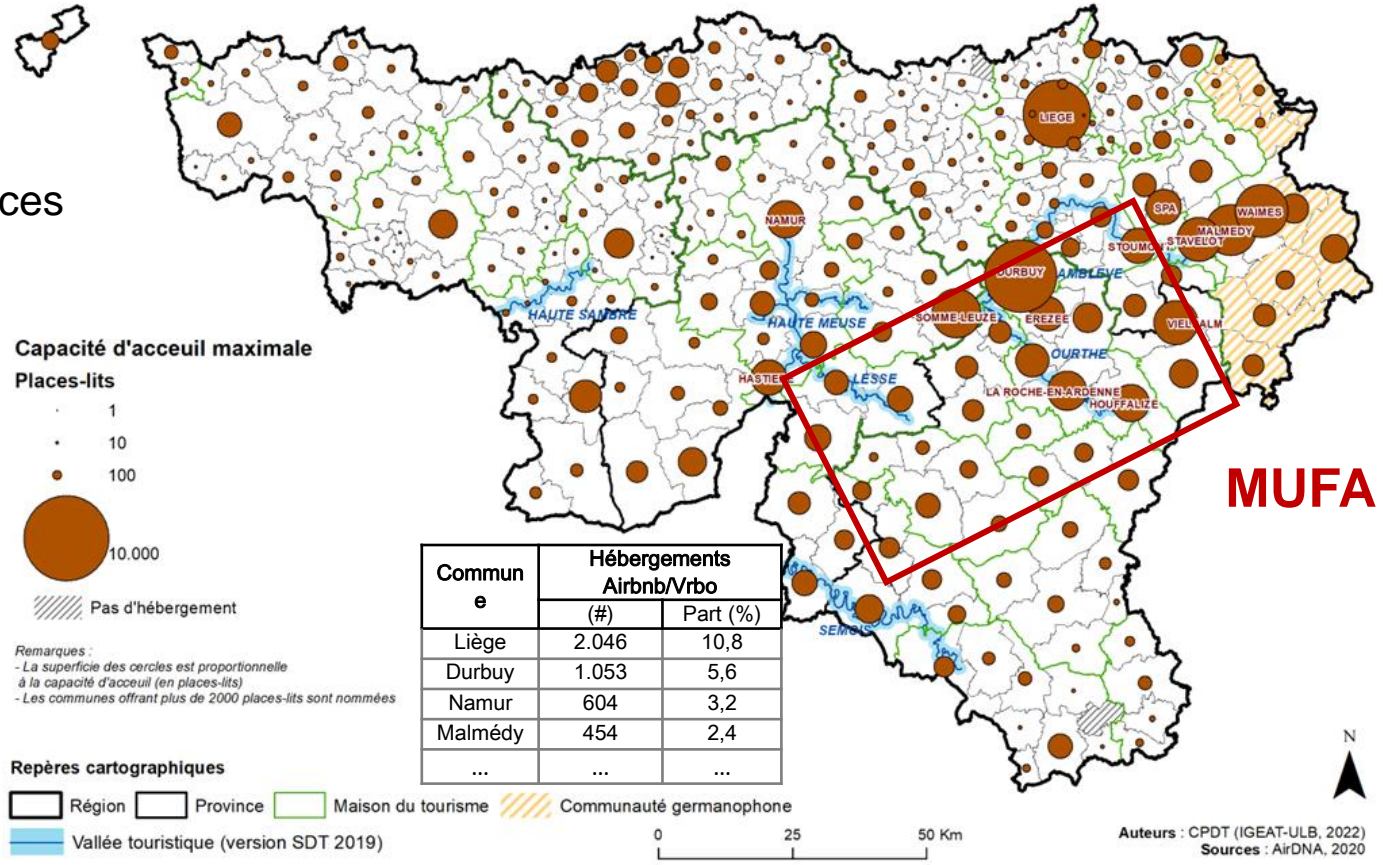 ces
LIEGE
NAMUR
SPA
WAIMES
MALMEDY
STAVELOT
STOUMONT
DURBUY
AMBLEVE
HAUTE SAMBRE
HAUTE MEUSE
SOMME-LEUZE
EREZEE
VIELSALM
OURTHE
HASTIERE
LESSE
LA ROCHE-EN-ARDENNE
HOUFFALIZE
SEMOIS
MUFA
Capacité d'acceuil maximale
Places-lits
1
10
100
10.000
Pas d'hébergement
Remarques :
- La superficie des cercles est proportionnelle
à la capacité d'acceuil (en places-lits)
- Les communes offrant plus de 2000 places-lits sont nommées
Commun
e
Hébergements
Airbnb/Vrbo
(#) Part (%)
Liège 2.046 10,8
Durbuy 1.053 5,6
Namur 604 3,2
Malmédy 454 2,4
... ... ...
Repères cartographiques
Région Province Maison du tourisme Communauté germanophone
Vallée touristique (version SDT 2019)
0 25 50 Km
N
Auteurs : CPDT (IGEAT-ULB, 2022)
Sources : AirDNA, 2020